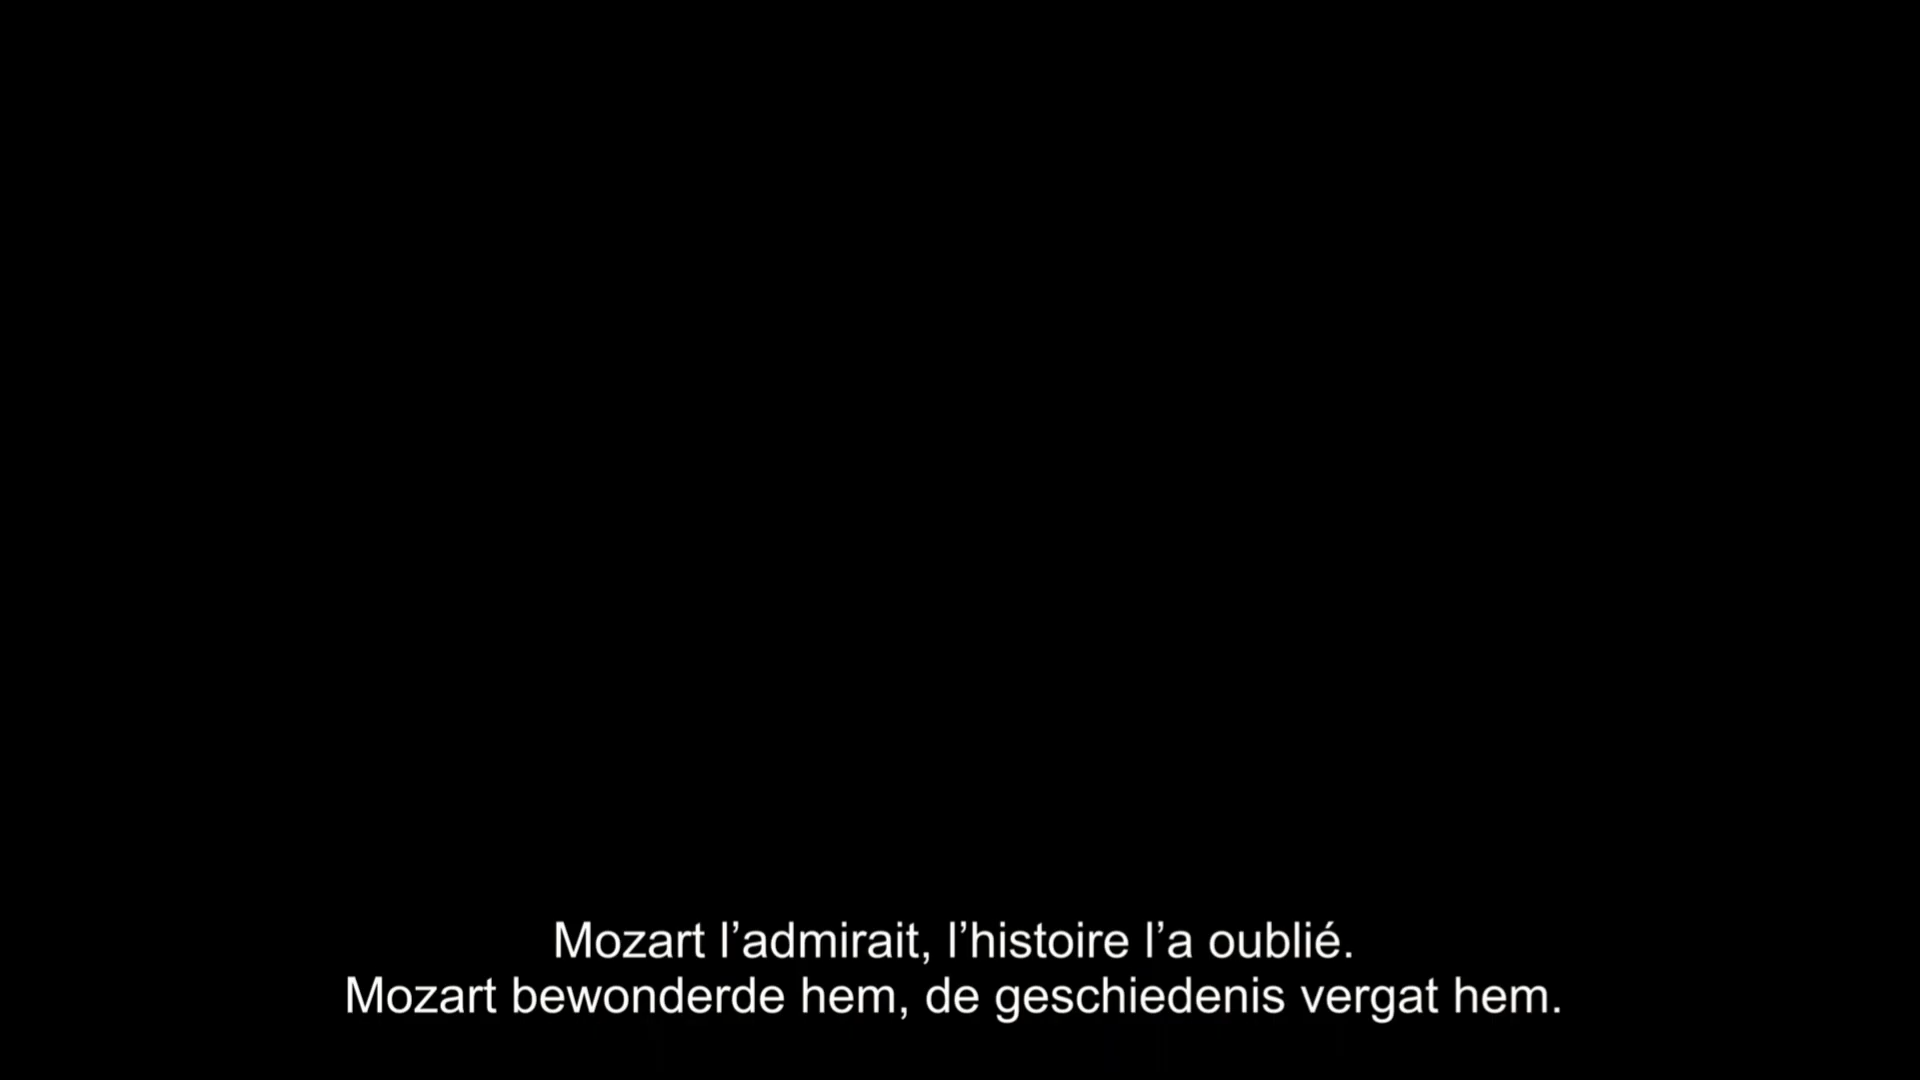 Mozart l’admirait, l’histoire l’a oublié.
Mozart bewonderde hem, de geschiedenis vergat hem.